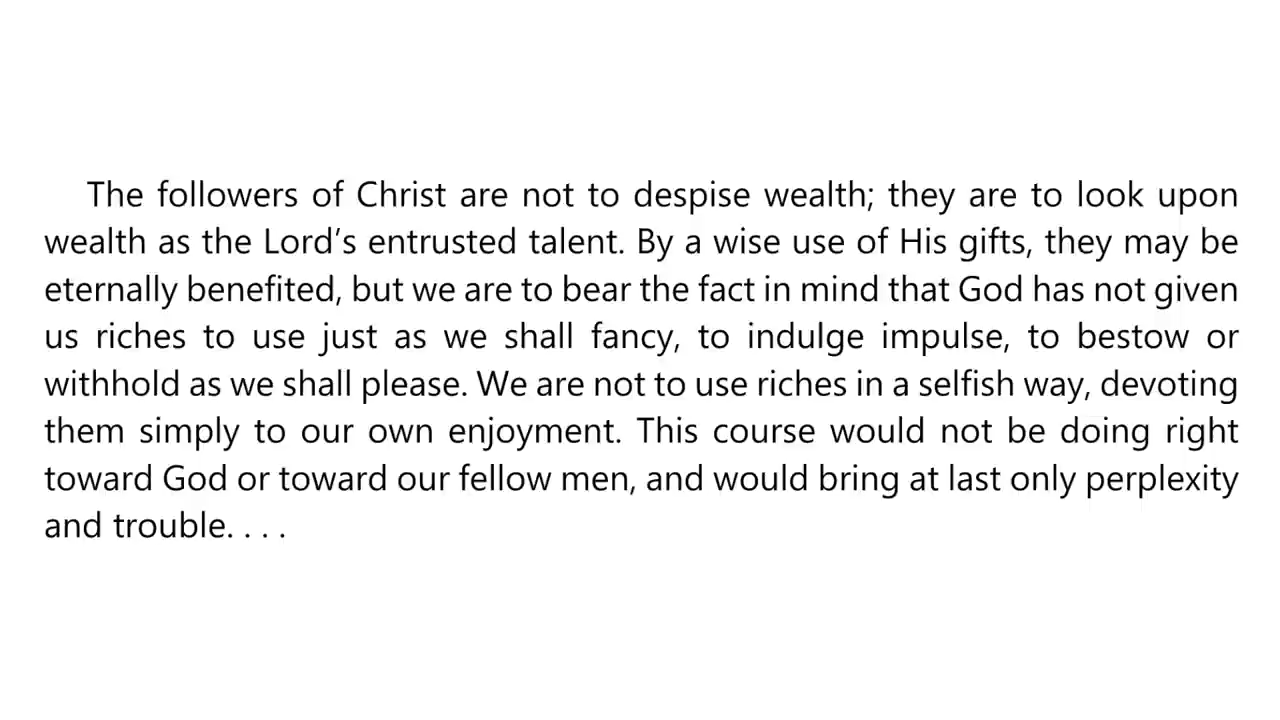 The followers of Christ are not to despise wealth; they are to look upon
wealth as the Lord’s entrusted talent. By a wise use of His gifts, they may be
eternally benefited, but we are to bear the fact in mind that God has not given
us riches to use just as we shall fancy, to indulge impulse, to bestow or
withhold as we shall please. We are not to use riches in a selfish way, devoting
them simply to our own enjoyment. This course would not be doing right
toward God or toward our fellow men, and would bring at last only perplexity
and trouble. . . .